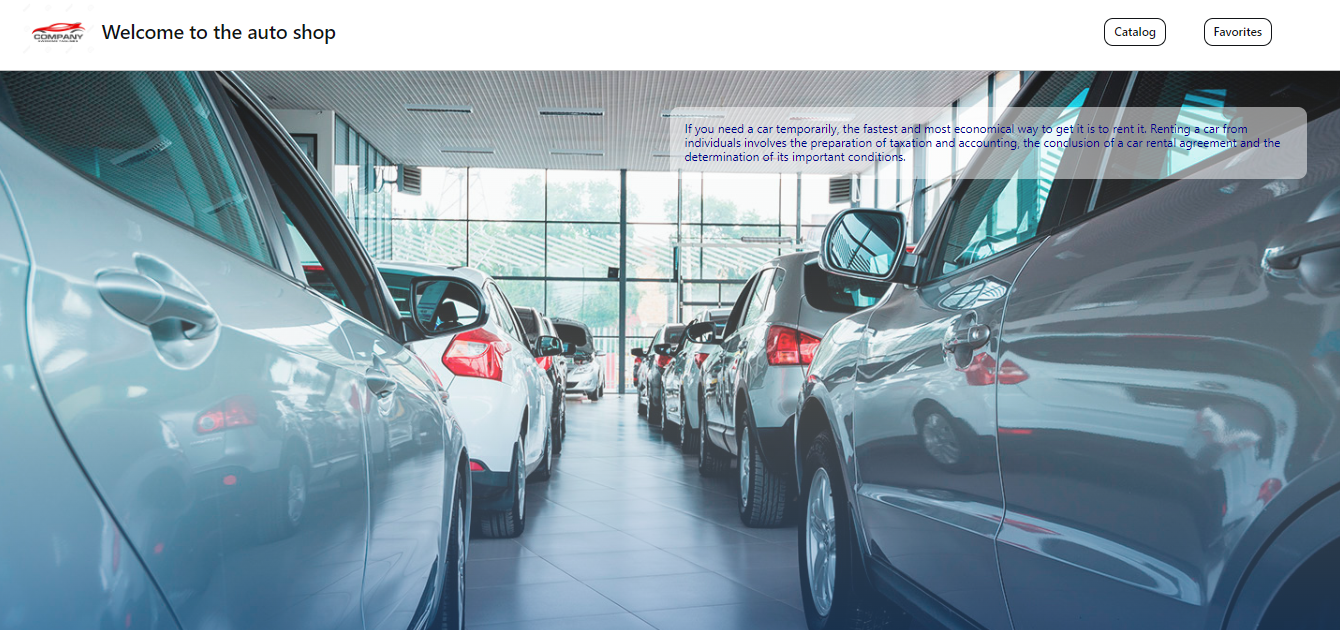 COMPANY
Welcome to the auto shop
Catalog
Favorites
If you need a car temporarily, the fastest and most economical way to get it is to rent it. Renting a car from
individuals involves the preparation of taxation and accounting, the conclusion of a car rental agreement and the
determination of its important conditions.